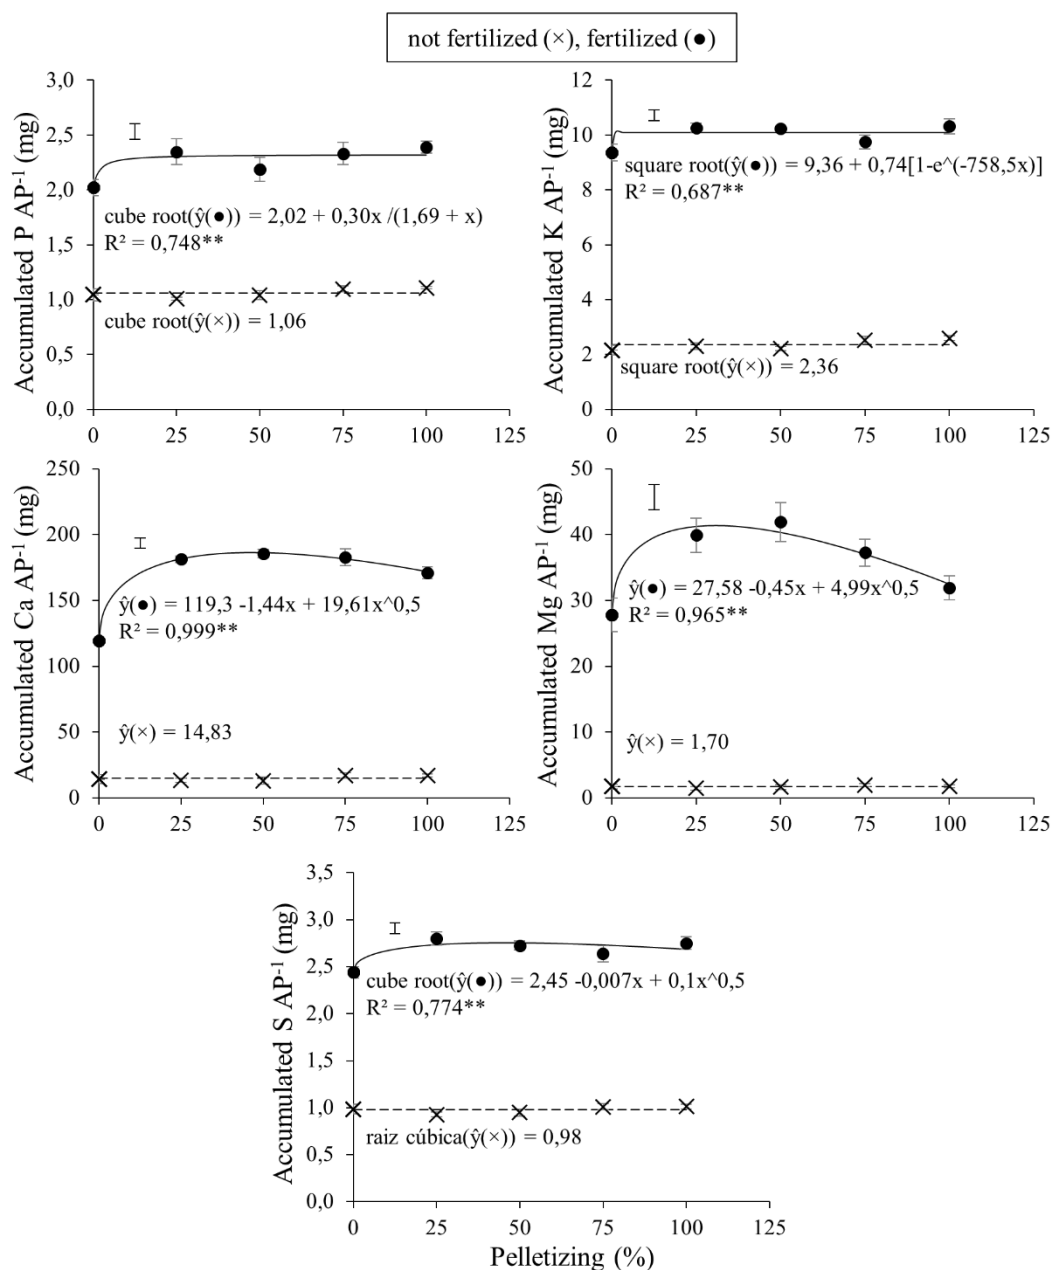 not fertilized (×), fertilized (●)
Accumulated P AP⁻¹ (mg)
3,0
2,5
2,0
1,5
1,0
0,5
0,0
cube root(ŷ(●)) = 2,02 + 0,30x /(1,69 + x)
R² = 0,748**
cube root(ŷ(×)) = 1,06
0 25 50 75 100 125
Accumulated K AP⁻¹ (mg)
12
10
8
6
4
2
0
square root(ŷ(●)) = 9,36 + 0,74[1-e^(-758,5x)]
R² = 0,687**
square root(ŷ(×)) = 2,36
0 25 50 75 100 125
Accumulated Ca AP⁻¹ (mg)
250
200
150
100
50
0
ŷ(●) = 119,3 -1,44x + 19,61x^0,5
R² = 0,999**
ŷ(×) = 14,83
0 25 50 75 100 125
Accumulated Mg AP⁻¹ (mg)
50
40
30
20
10
0
ŷ(●) = 27,58 -0,45x + 4,99x^0,5
R² = 0,965**
ŷ(×) = 1,70
0 25 50 75 100 125
Accumulated S AP⁻¹ (mg)
3,5
3,0
2,5
2,0
1,5
1,0
0,5
0,0
cube root(ŷ(●)) = 2,45 -0,007x + 0,1x^0,5
R² = 0,774**
raiz cúbica(ŷ(×)) = 0,98
0 25 50 75 100 125
Pelletizing (%)